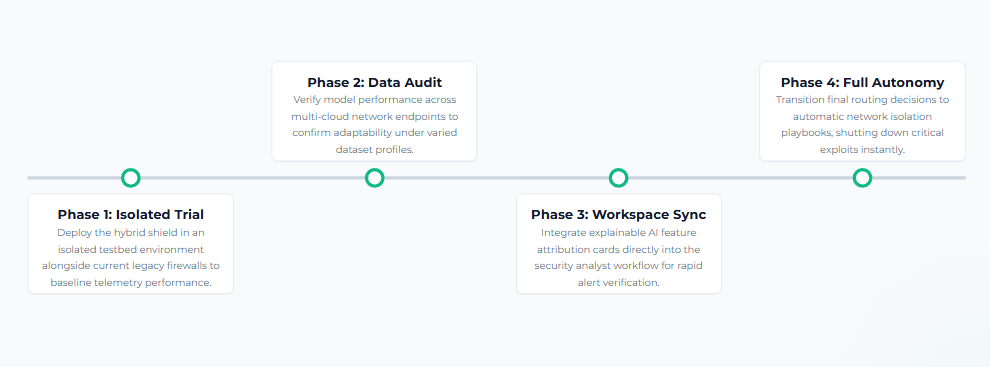 Phase 1: Isolated Trial
Deploy the hybrid shield in an
isolated testbed environment
alongside current legacy firewalls to
baseline telemetry performance.
Phase 2: Data Audit
Verify model performance across
multi-cloud network endpoints to
confirm adaptability under varied
dataset profiles.
Phase 3: Workspace Sync
Integrate explainable AI feature
attribution cards directly into the
security analyst workflow for rapid
alert verification.
Phase 4: Full Autonomy
Transition final routing decisions to
automatic network isolation
playbooks, shutting down critical
exploits instantly.